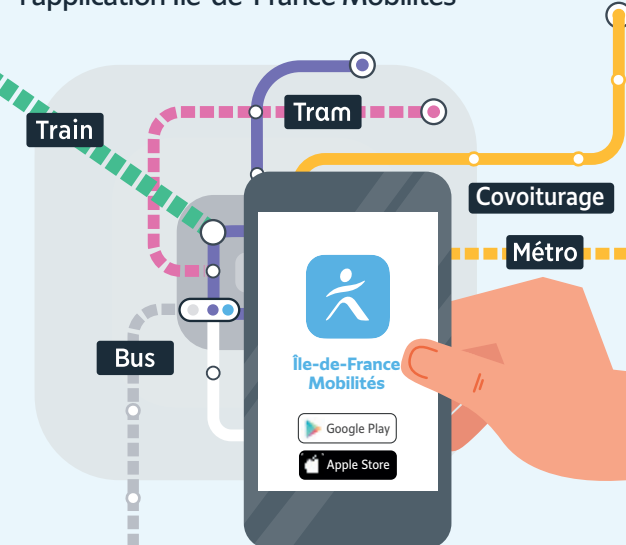 l'application Île-de-France Mobilités
Tram
Train
Covoiturage
Métro
Bus
Île-de-France
Mobilités
Google Play
Apple Store